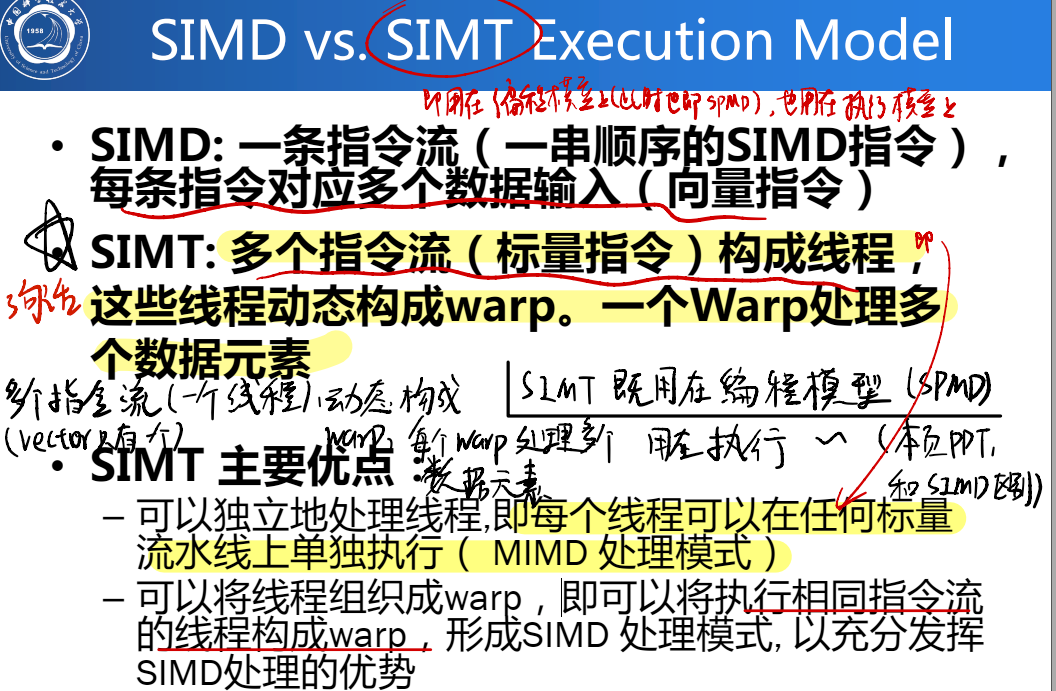 1958
University of Science and Technology of China
SIMD vs. SIMT Execution Model
即用在编程模型上(此时也即SPMD),也用在执行模型上
• SIMD: 一条指令流（一串顺序的SIMD指令），
每条指令对应多个数据输入（向量指令）
• SIMT: 多个指令流（标量指令）构成线程，
即
这些线程动态构成warp。一个Warp处理多
个数据元素
多个指令流(一个线程)动态构成
(vector只有一个)
warp, 每个warp处理多个
数据元素
SIMT 既用在编程模型 (SPMD)
用在执行 ~ (本页PPT,
和SIMD区别)
• SIMT 主要优点：
– 可以独立地处理线程,即每个线程可以在任何标量
流水线上单独执行（ MIMD 处理模式）
– 可以将线程组织成warp，即可以将执行相同指令流
的线程构成warp，形成SIMD 处理模式, 以充分发挥
SIMD处理的优势